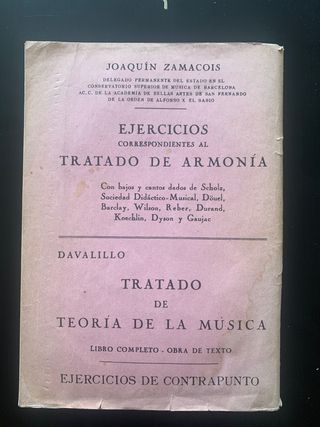 JOAQUÍN ZAMACOIS
DELEGADO PERMANENTE DEL ESTADO EN EL
CONSERVATORIO SUPERIOR DE MUSICA DE BARCELONA
AC. C. DE LA ACADEMIA DE BELLAS ARTES DE SAN FERNANDO
DE LA ORDEN DE ALFONSO X EL SABIO
EJERCICIOS
CORRESPONDIENTES AL
TRATADO DE ARMONÍA
Con bajos y cantos dados de Scholz,
Sociedad Didáctico-Musical, Döuel,
Barclay, Wilson, Reber, Durand,
Koechlin, Dyson y Gaujac
DAVALILLO
TRATADO
DE
TEORÍA DE LA MÚSICA
LIBRO COMPLETO - OBRA DE TEXTO
EJERCICIOS DE CONTRAPUNTO